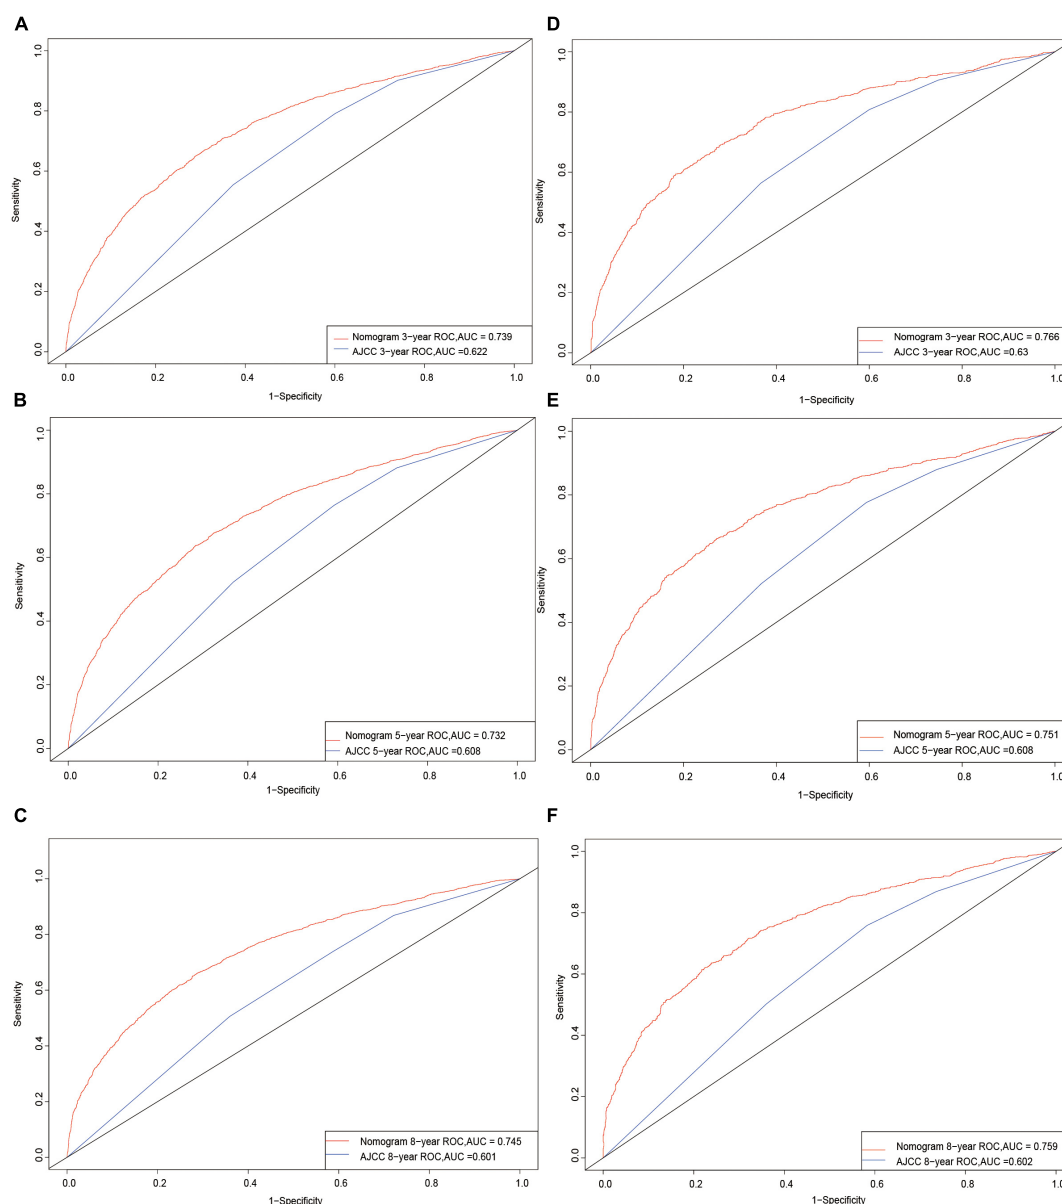 A
Sensitivity
1.0
0.8
0.6
0.4
0.2
0.0
Nomogram 3-year ROC,AUC = 0.739
AJCC 3-year ROC,AUC =0.622
0.0 0.2 0.4 0.6 0.8 1.0
1-Specificity
D
Sensitivity
1.0
0.8
0.6
0.4
0.2
0.0
Nomogram 3-year ROC,AUC = 0.766
AJCC 3-year ROC,AUC=0.63
0.0 0.2 0.4 0.6 0.8 1.0
1-Specificity
B
Sensitivity
1.0
0.8
0.6
0.4
0.2
0.0
Nomogram 5-year ROC,AUC = 0.732
AJCC 5-year ROC,AUC =0.608
0.0 0.2 0.4 0.6 0.8 1.0
1-Specificity
E
Sensitivity
1.0
0.8
0.6
0.4
0.2
0.0
Nomogram 5-year ROC,AUC = 0.751
AJCC 5-year ROC,AUC =0.608
0.0 0.2 0.4 0.6 0.8 1.0
1-Specificity
C
Sensitivity
1.0
0.8
0.6
0.4
0.2
0.0
Nomogram 8-year ROC,AUC = 0.745
AJCC 8-year ROC,AUC =0.601
0.0 0.2 0.4 0.6 0.8 1.0
1-Specificity
F
Sensitivity
1.0
0.8
0.6
0.4
0.2
0.0
Nomogram 8-year ROC,AUC = 0.759
AJCC 8-year ROC,AUC =0.602
0.0 0.2 0.4 0.6 0.8 1.0
1-Specificity